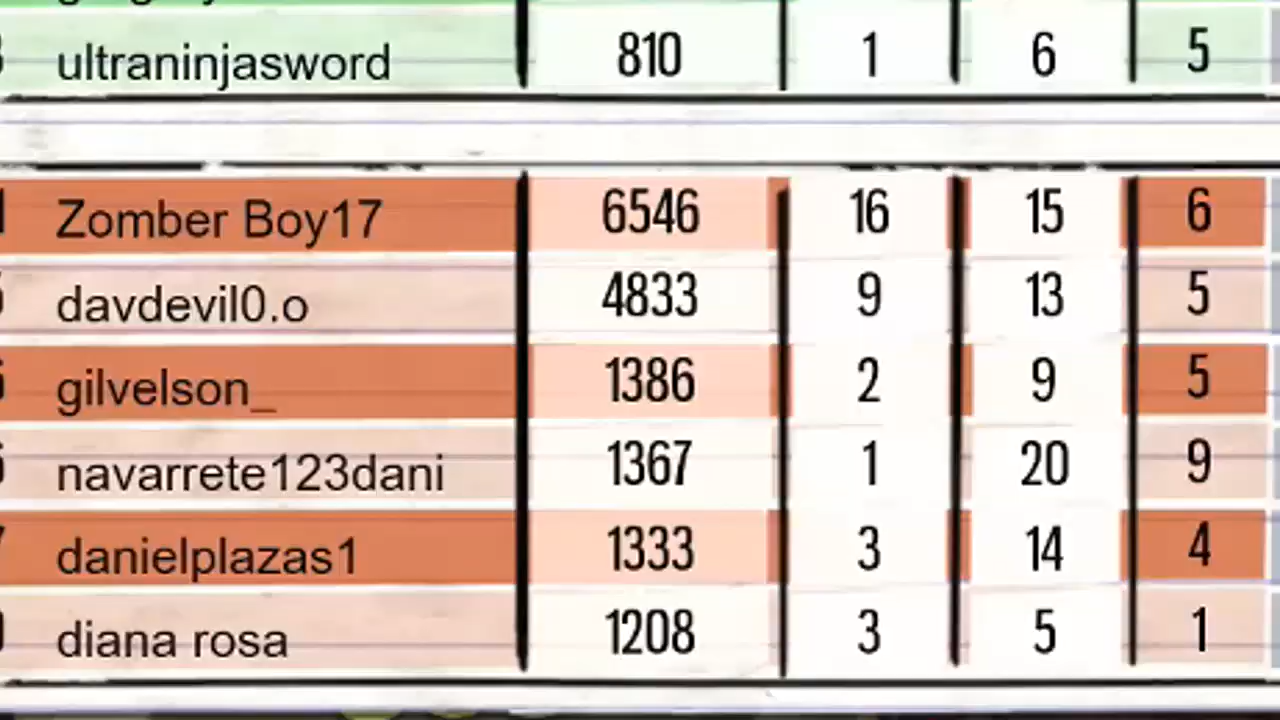 ultraninjasword 810 1 6 5
Zomber Boy17 6546 16 15 6
davdevil0.o 4833 9 13 5
gilvelson_ 1386 2 9 5
navarrete123dani 1367 1 20 9
danielplazas1 1333 3 14 4
diana rosa 1208 3 5 1